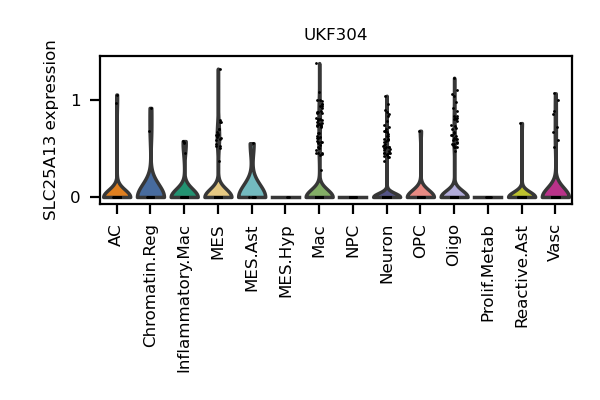 UKF304
SLC25A13 expression
1
0
AC
Chromatin.Reg
Inflammatory.Mac
MES
MES.Ast
MES.Hyp
Mac
NPC
Neuron
OPC
Oligo
Prolif.Metab
Reactive.Ast
Vasc